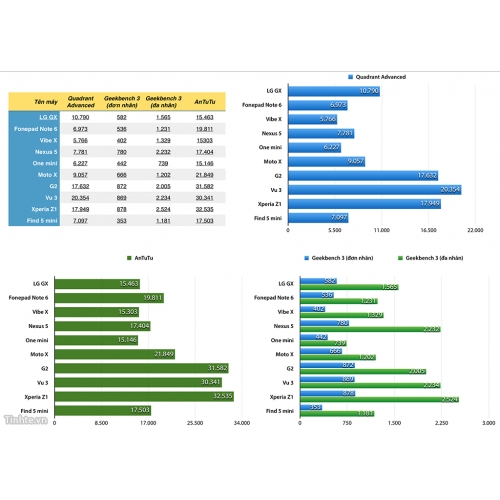 Tên máy Quadrant Advanced Geekbench 3 (đơn nhân) Geekbench 3 (đa nhân) AnTuTu
LG GX 10.790 582 1.565 15.463
Fonepad Note 6 6.973 536 1.231 19.811
Vibe X 5.766 402 1.329 15303
Nexus 5 7.781 780 2.232 17.404
One mini 6.227 442 739 15.146
Moto X 9.057 666 1.202 21.849
G2 17.632 872 2.005 31.582
Vu 3 20.354 869 2.234 30.341
Xperia Z1 17.949 878 2.524 32.535
Find 5 mini 7.097 353 1.181 17.503
Quadrant Advanced
LG GX 10.790
Fonepad Note 6 6.973
Vibe X 5.766
Nexus 5 7.781
One mini 6.227
Moto X 9.057
G2 17.632
Vu 3 20.354
Xperia Z1 17.949
Find 5 mini 7.097
0 5.500 11.000 16.500 22.000
AnTuTu
LG GX 15.463
Fonepad Note 6 19.811
Vibe X 15.303
Nexus 5 17.404
One mini 15.146
Moto X 21.849
G2 31.582
Vu 3 30.341
Xperia Z1 32.535
Find 5 mini 17.503
0 8.500 17.000 25.500 34.000
Geekbench 3 (đơn nhân) Geekbench 3 (đa nhân)
LG GX 582 1.565
Fonepad Note 6 536 1.231
Vibe X 402 1.329
Nexus 5 780 2.232
One mini 442 739
Moto X 666 1.202
G2 872 2.005
Vu 3 869 2.234
Xperia Z1 878 2.524
Find 5 mini 353 1.181
0 750 1.500 2.250 3.000
Tinhte.vn